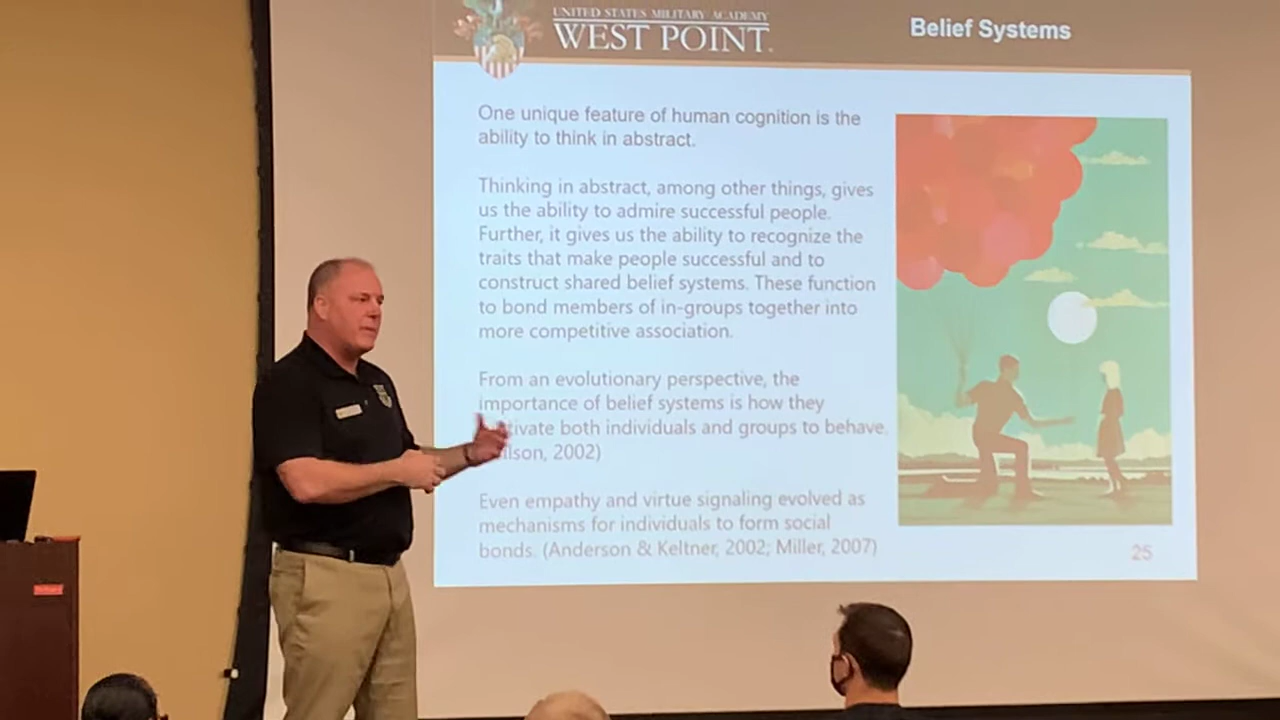 UNITED STATES MILITARY ACADEMY
WEST POINT.
Belief Systems
One unique feature of human cognition is the
ability to think in abstract.
Thinking in abstract, among other things, gives
us the ability to admire successful people.
Further, it gives us the ability to recognize the
traits that make people successful and to
construct shared belief systems. These function
to bond members of in-groups together into
more competitive association.
From an evolutionary perspective, the
importance of belief systems is how they
both individuals and groups to behave.
2002)
Even empathy and virtue signaling evolved as
mechanisms for individuals to form social
bonds. (Anderson & Keltner, 2002; Miller, 2007)
25